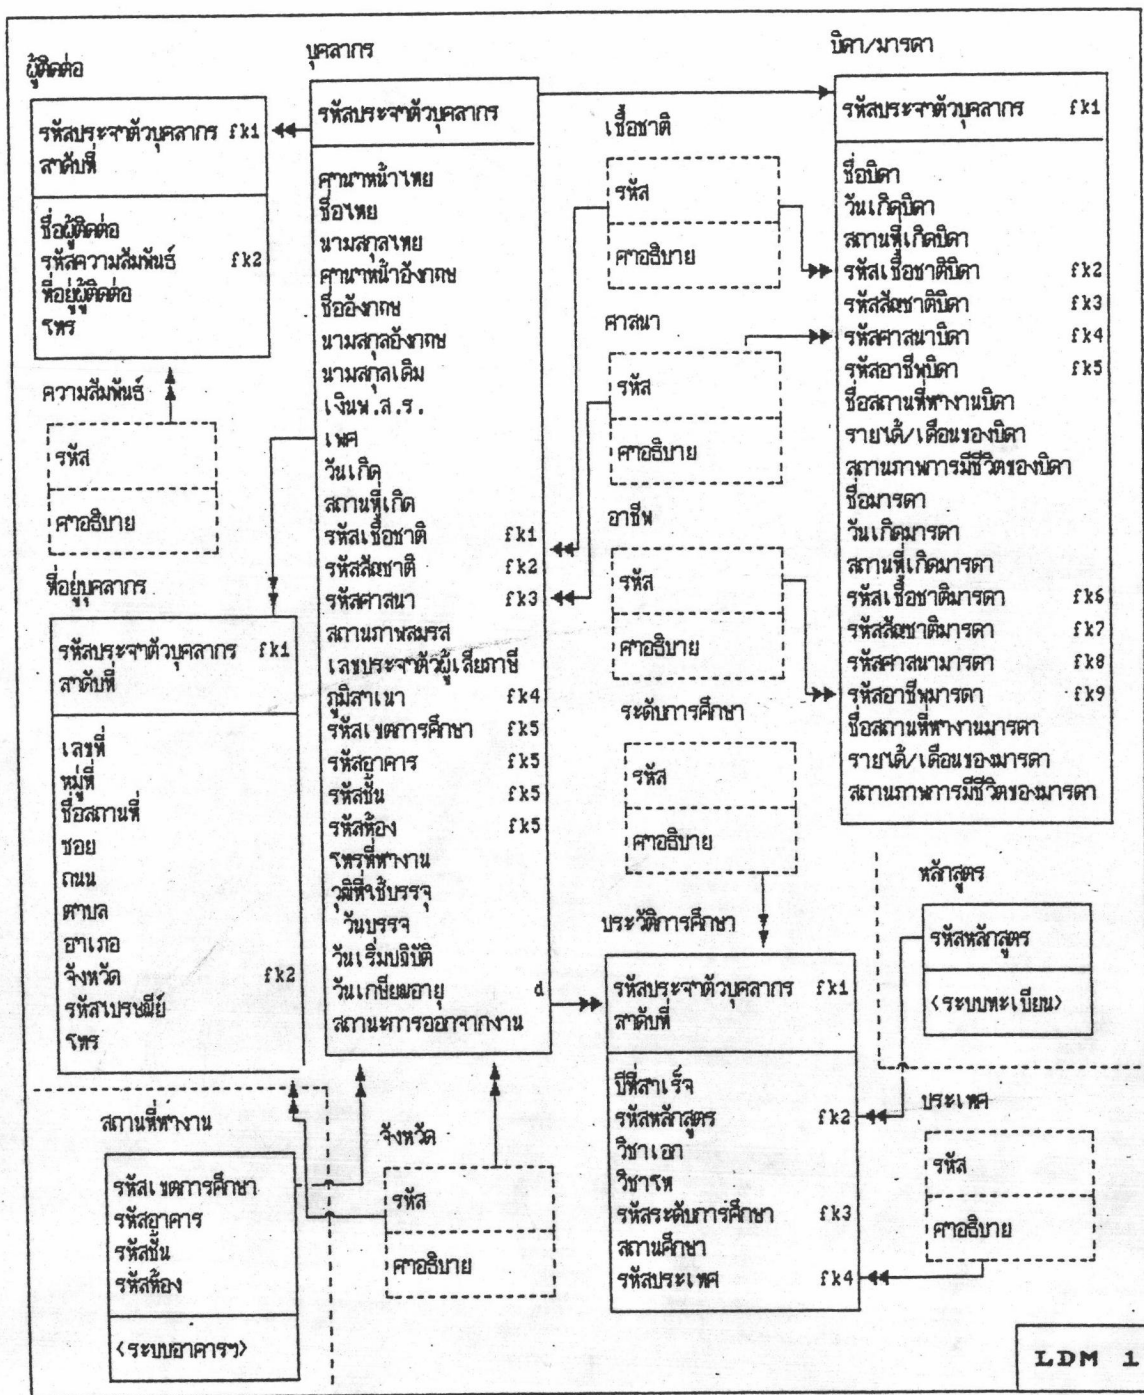 ผู้ติดต่อ
รหัสประจำตัวบุคลากร fk1
ลำดับที่
ชื่อผู้ติดต่อ
รหัสความสัมพันธ์ fk2
ที่อยู่ผู้ติดต่อ
โทร
ความสัมพันธ์
รหัส
คำอธิบาย
ที่อยู่บุคลากร
รหัสประจำตัวบุคลากร fk1
ลำดับที่
เลขที่
หมู่ที่
ชื่อสถานที่
ซอย
ถนน
ตำบล
อำเภอ
จังหวัด fk2
รหัสไปรษณีย์
โทร
สถานที่ทำงาน
รหัสเขตการศึกษา
รหัสอาคาร
รหัสชั้น
รหัสห้อง
<ระบบอาคารฯ>
บุคลากร
รหัสประจำตัวบุคลากร
คำนำหน้าไทย
ชื่อไทย
นามสกุลไทย
คำนำหน้าอังกฤษ
ชื่ออังกฤษ
นามสกุลอังกฤษ
นามสกุลเดิม
เงินพ.ส.ร.
เพศ
วันเกิด
สถานที่เกิด
รหัสเชื้อชาติ fk1
รหัสสัญชาติ fk2
รหัสศาสนา fk3
สถานภาพสมรส
เลขประจำตัวผู้เสียภาษี
ภูมิลำเนา fk4
รหัสเขตการศึกษา fk5
รหัสอาคาร fk5
รหัสชั้น fk5
รหัสห้อง fk5
โทรที่ทำงาน
วุฒิที่ใช้บรรจุ
วันบรรจุ
วันเริ่มปฏิบัติ
วันเกษียณอายุ d
สถานะการออกจากงาน
จังหวัด
รหัส
คำอธิบาย
เชื้อชาติ
รหัส
คำอธิบาย
ศาสนา
รหัส
คำอธิบาย
อาชีพ
รหัส
คำอธิบาย
ระดับการศึกษา
รหัส
คำอธิบาย
ประวัติการศึกษา
รหัสประจำตัวบุคลากร fk1
ลำดับที่
ปีที่สำเร็จ
รหัสหลักสูตร fk2
วิชาเอก
วิชาโท
รหัสระดับการศึกษา fk3
สถานศึกษา
รหัสประเทศ fk4
บิดา/มารดา
รหัสประจำตัวบุคลากร fk1
ชื่อบิดา
วันเกิดบิดา
สถานที่เกิดบิดา
รหัสเชื้อชาติบิดา fk2
รหัสสัญชาติบิดา fk3
รหัสศาสนาบิดา fk4
รหัสอาชีพบิดา fk5
ชื่อสถานที่ทำงานบิดา
รายได้/เดือนของบิดา
สถานภาพการมีชีวิตของบิดา
ชื่อมารดา
วันเกิดมารดา
สถานที่เกิดมารดา
รหัสเชื้อชาติมารดา fk6
รหัสสัญชาติมารดา fk7
รหัสศาสนามารดา fk8
รหัสอาชีพมารดา fk9
ชื่อสถานที่ทำงานมารดา
รายได้/เดือนของมารดา
สถานภาพการมีชีวิตของมารดา
หลักสูตร
รหัสหลักสูตร
<ระบบทะเบียน>
ประเทศ
รหัส
คำอธิบาย
LDM 1